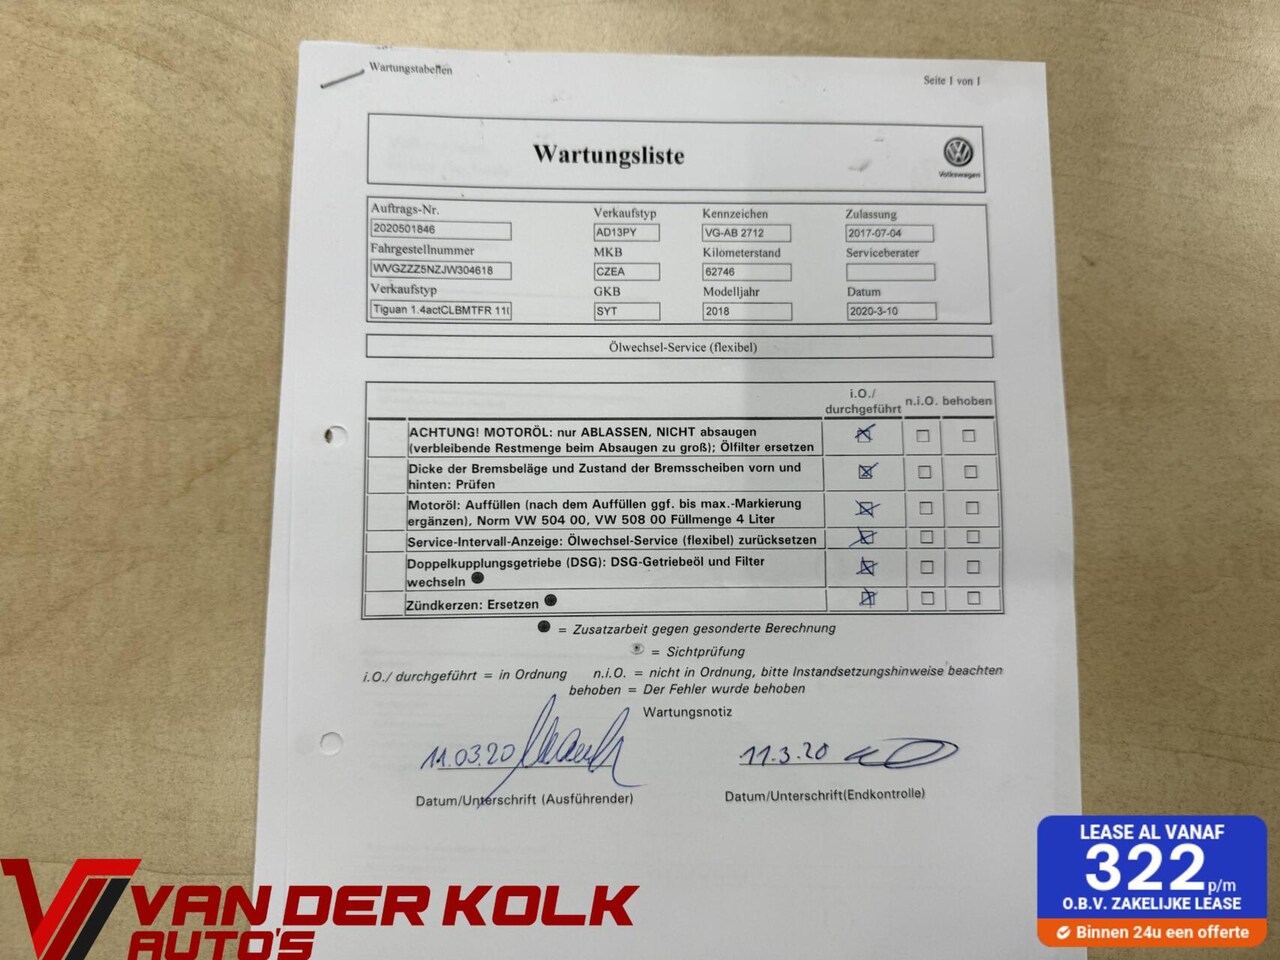 Wartungstabellen
Seite 1 von 1
Wartungsliste
Volkswagen
Auftrags-Nr.
2020501846
Verkaufstyp
AD13PY
Kennzeichen
VG-AB 2712
Zulassung
2017-07-04
Fahrgestellnummer
WVGZZZ5NZJW304618
MKB
CZEA
Kilometerstand
62746
Serviceberater
Verkaufstyp
Tiguan 1.4actCLBMTFR 110
GKB
SYT
Modelljahr
2018
Datum
2020-3-10
Ölwechsel-Service (flexibel)
i.O./
durchgeführt n.i.O. behoben
ACHTUNG! MOTORÖL: nur ABLASSEN, NICHT absaugen
(verbleibende Restmenge beim Absaugen zu groß); Ölfilter ersetzen
Dicke der Bremsbeläge und Zustand der Bremsscheiben vorn und
hinten: Prüfen
Motoröl: Auffüllen (nach dem Auffüllen ggf. bis max.-Markierung
ergänzen), Norm VW 504 00, VW 508 00 Füllmenge 4 Liter
Service-Intervall-Anzeige: Ölwechsel-Service (flexibel) zurücksetzen
Doppelkupplungsgetriebe (DSG): DSG-Getriebeöl und Filter
wechseln
Zündkerzen: Ersetzen
= Zusatzarbeit gegen gesonderte Berechnung
= Sichtprüfung
i.O./ durchgeführt = in Ordnung n.i.O. = nicht in Ordnung, bitte Instandsetzungshinweise beachten
behoben = Der Fehler wurde behoben
Wartungsnotiz
11.03.20
11.3.20
Datum/Unterschrift (Ausführender)
Datum/Unterschrift(Endkontrolle)
VAN DER KOLK
AUTO'S
LEASE AL VANAF
322 p/m
O.B.V. ZAKELIJKE LEASE
Binnen 24u een offerte